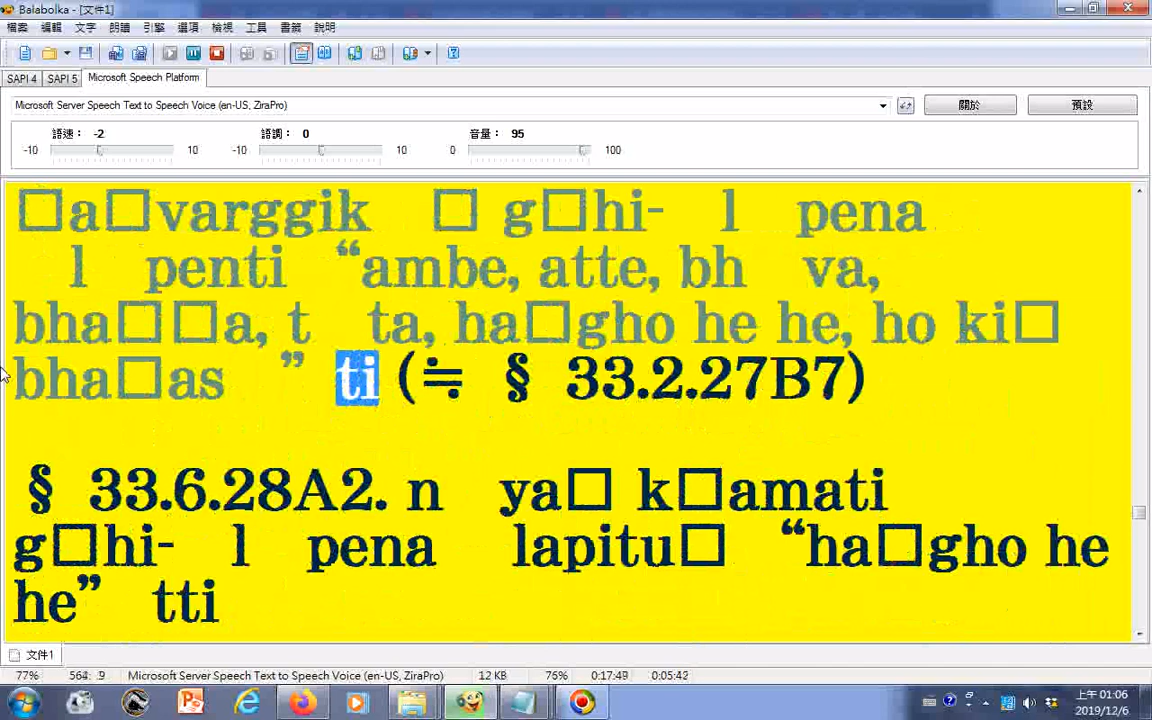 Balabolka - [文件1]
檔案 編輯 文字 朗讀 引擎 選項 檢視 工具 書籤 說明
SAPI 4 SAPI 5 Microsoft Speech Platform
Microsoft Server Speech Text to Speech Voice (en-US, ZiraPro) 關於 預設
語速： -2 語調： 0 音量： 95
-10 10 -10 10 0 100
□a□varggik □ g□hi- l pena
l penti “ambe, atte, bh va,
bha□□a, t ta, ha□gho he he, ho ki□
bha□as ” ti (≒ § 33.2.27B7)
§ 33.6.28A2. n ya□ k□amati
g□hi- l pena lapitu□ “ha□gho he
he” tti
文件1
77% 564: 9 Microsoft Server Speech Text to Speech Voice (en-US, ZiraPro) 12 KB 76% 0:17:49 0:05:42
上午 01:06
2019/12/6